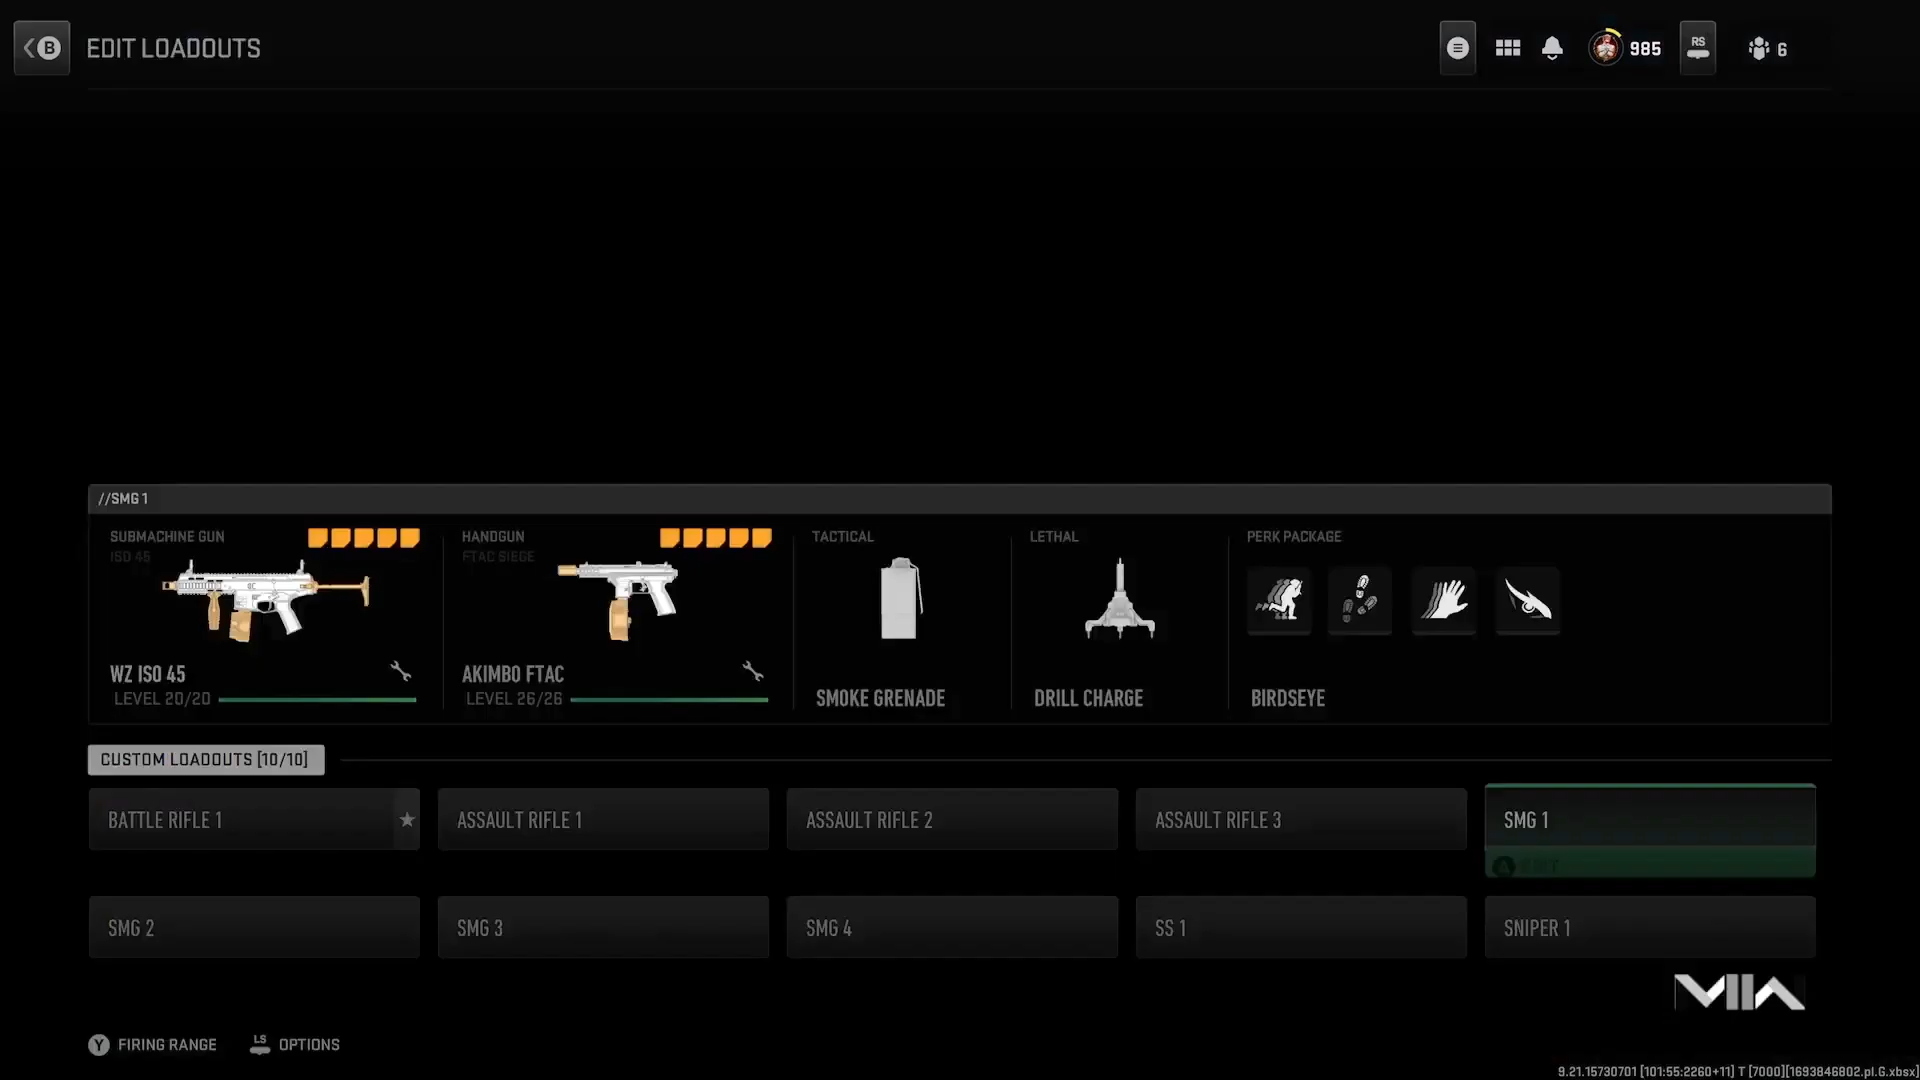 B
EDIT LOADOUTS
985
RS
6
//SMG 1
SUBMACHINE GUN
ISO 45
WZ ISO 45
LEVEL 20/20
HANDGUN
FTAC SIEGE
AKIMBO FTAC
LEVEL 26/26
TACTICAL
SMOKE GRENADE
LETHAL
DRILL CHARGE
PERK PACKAGE
BIRDSEYE
CUSTOM LOADOUTS [10/10]
BATTLE RIFLE 1
ASSAULT RIFLE 1
ASSAULT RIFLE 2
ASSAULT RIFLE 3
SMG 1
A EDIT
SMG 2
SMG 3
SMG 4
SS 1
SNIPER 1
Y FIRING RANGE
LS OPTIONS
9.21.15730701 [101:55:2260+11] T [7000][1693846802.pl.G.xbsx]